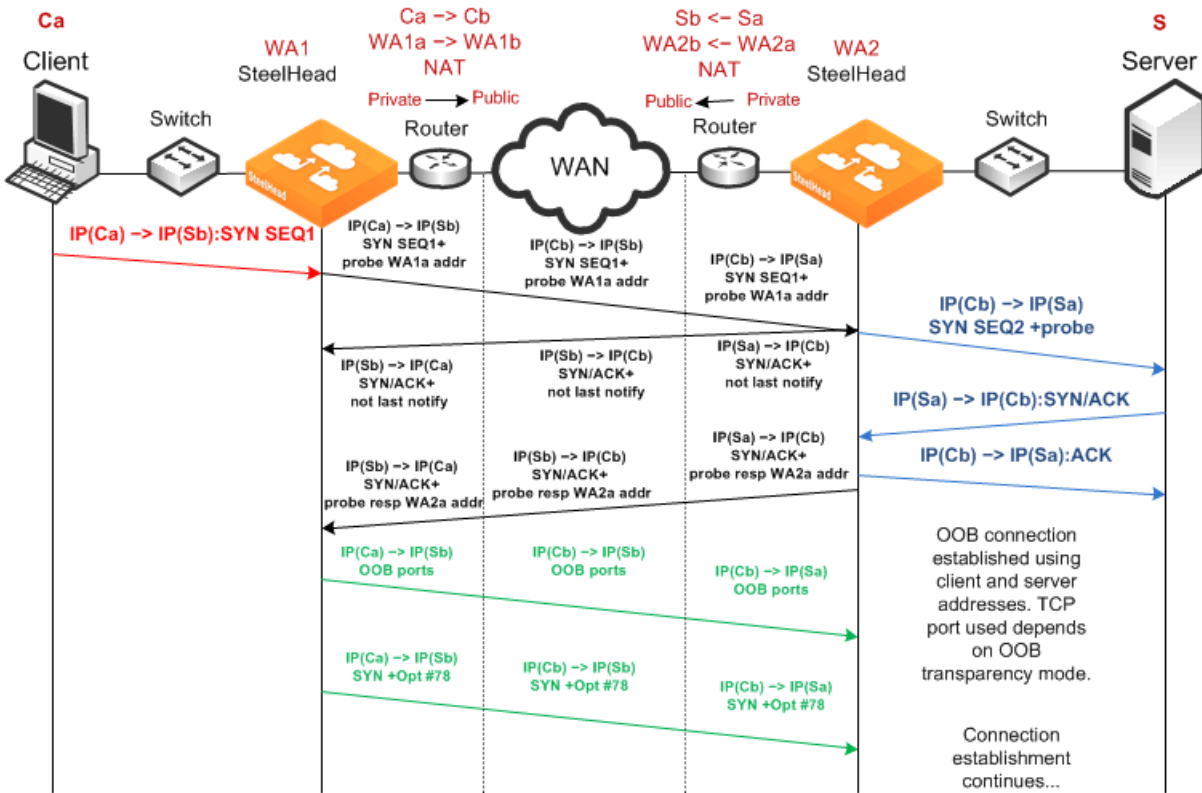 Ca
Ca –> Cb
WA1a –> WA1b
NAT
Private
Public
Sb <– Sa
WA2b <– WA2a
NAT
Public
Private
S
Client
WA1
SteelHead
WA2
SteelHead
Server
Switch
Router
Router
Switch
SteelHead
WAN
SteelHead
IP(Ca) –> IP(Sb):SYN SEQ1
IP(Ca) –> IP(Sb)
SYN SEQ1+
probe WA1a addr
IP(Cb) –> IP(Sb)
SYN SEQ1+
probe WA1a addr
IP(Cb) –> IP(Sa)
SYN SEQ1+
probe WA1a addr
IP(Cb) –> IP(Sa)
SYN SEQ2 +probe
IP(Sb) –> IP(Ca)
SYN/ACK+
not last notify
IP(Sb) –> IP(Cb)
SYN/ACK+
not last notify
IP(Sa) –> IP(Cb)
SYN/ACK+
not last notify
IP(Sa) –> IP(Cb):SYN/ACK
IP(Sb) –> IP(Ca)
SYN/ACK+
probe resp WA2a addr
IP(Sb) –> IP(Cb)
SYN/ACK+
probe resp WA2a addr
IP(Sa) –> IP(Cb)
SYN/ACK+
probe resp WA2a addr
IP(Cb) –> IP(Sa):ACK
IP(Ca) –> IP(Sb)
OOB ports
IP(Cb) –> IP(Sb)
OOB ports
IP(Cb) –> IP(Sa)
OOB ports
OOB connection
established using
client and server
addresses. TCP
port used depends
on OOB
transparency mode.
IP(Ca) –> IP(Sb)
SYN +Opt #78
IP(Cb) –> IP(Sb)
SYN +Opt #78
IP(Cb) –> IP(Sa)
SYN +Opt #78
Connection
establishment
continues...